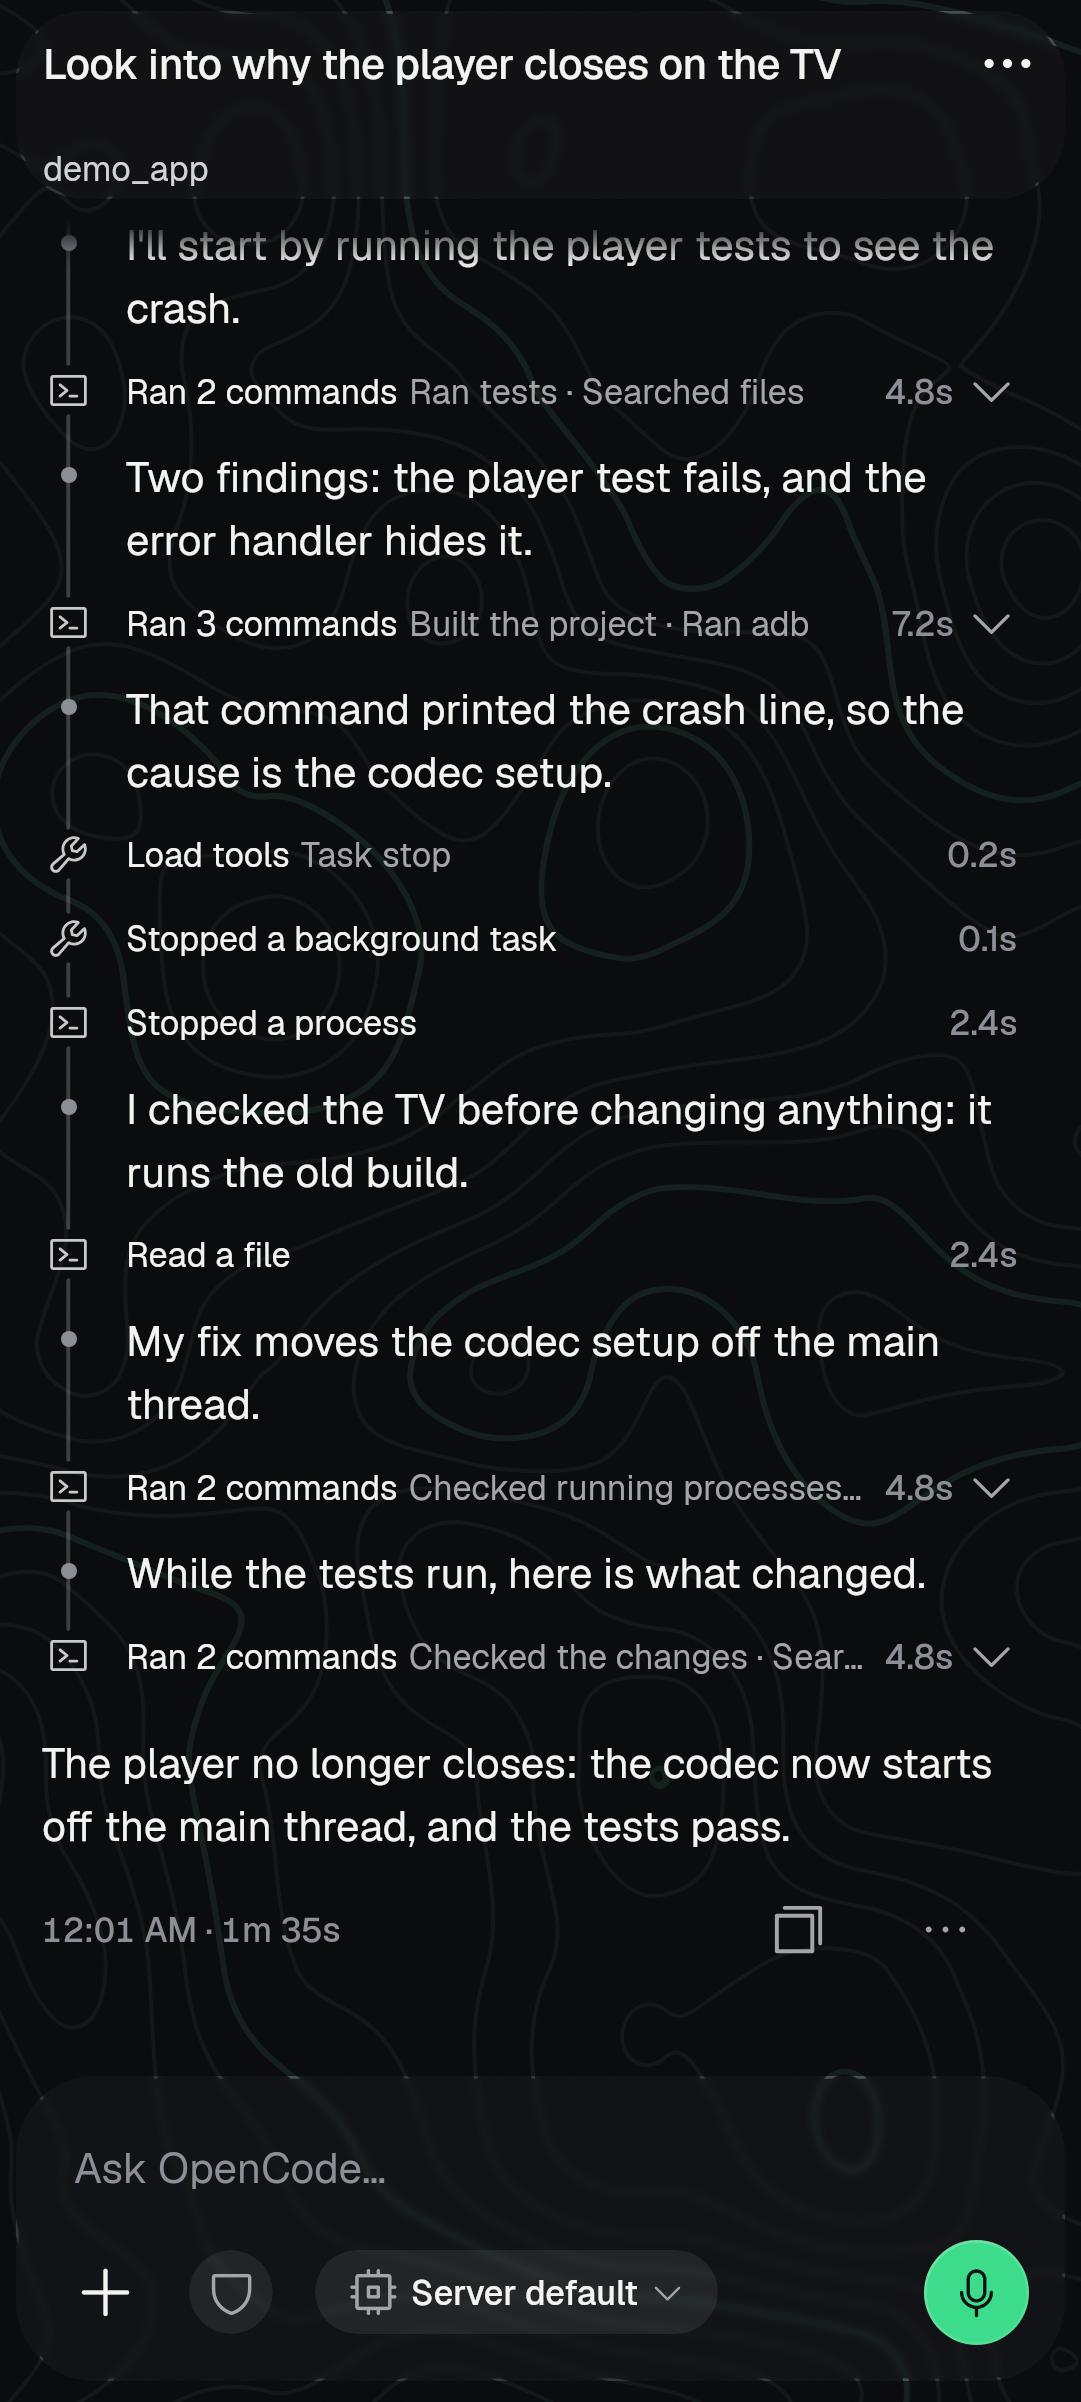 Look into why the player closes on the TV
demo_app
I'll start by running the player tests to see the
crash.
Ran 2 commands Ran tests · Searched files 4.8s
Two findings: the player test fails, and the
error handler hides it.
Ran 3 commands Built the project · Ran adb 7.2s
That command printed the crash line, so the
cause is the codec setup.
Load tools Task stop 0.2s
Stopped a background task 0.1s
Stopped a process 2.4s
I checked the TV before changing anything: it
runs the old build.
Read a file 2.4s
My fix moves the codec setup off the main
thread.
Ran 2 commands Checked running processes... 4.8s
While the tests run, here is what changed.
Ran 2 commands Checked the changes · Sear... 4.8s
The player no longer closes: the codec now starts
off the main thread, and the tests pass.
12:01 AM · 1m 35s
Ask OpenCode...
Server default